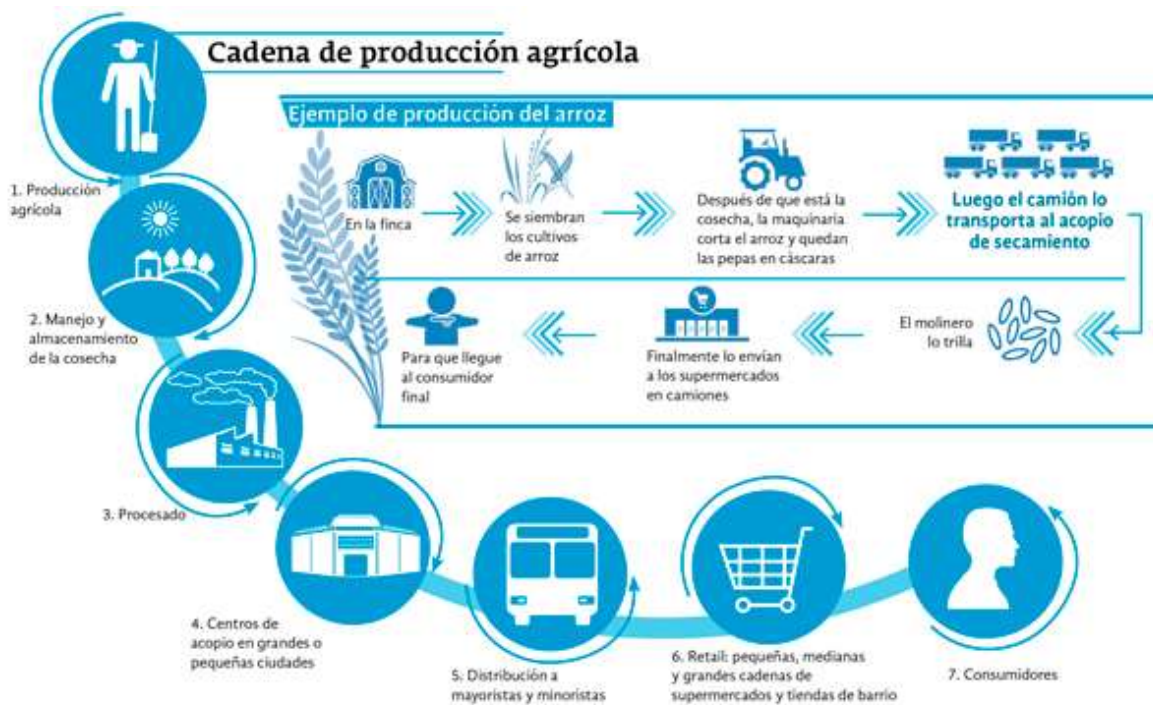 Cadena de producción agrícola
Ejemplo de producción del arroz
En la finca
Se siembran
los cultivos
de arroz
Después de que está la
cosecha, la maquinaria
corta el arroz y quedan
las pepas en cáscaras
Luego el camión lo
transporta al acopio
de secamiento
El molinero
lo trilla
Finalmente lo envían
a los supermercados
en camiones
Para que llegue
al consumidor
final
1. Producción
agrícola
2. Manejo y
almacenamiento
de la cosecha
3. Procesado
4. Centros de
acopio en grandes o
pequeñas ciudades
5. Distribución a
mayoristas y minoristas
6. Retail: pequeñas, medianas
y grandes cadenas de
supermercados y tiendas de barrio
7. Consumidores